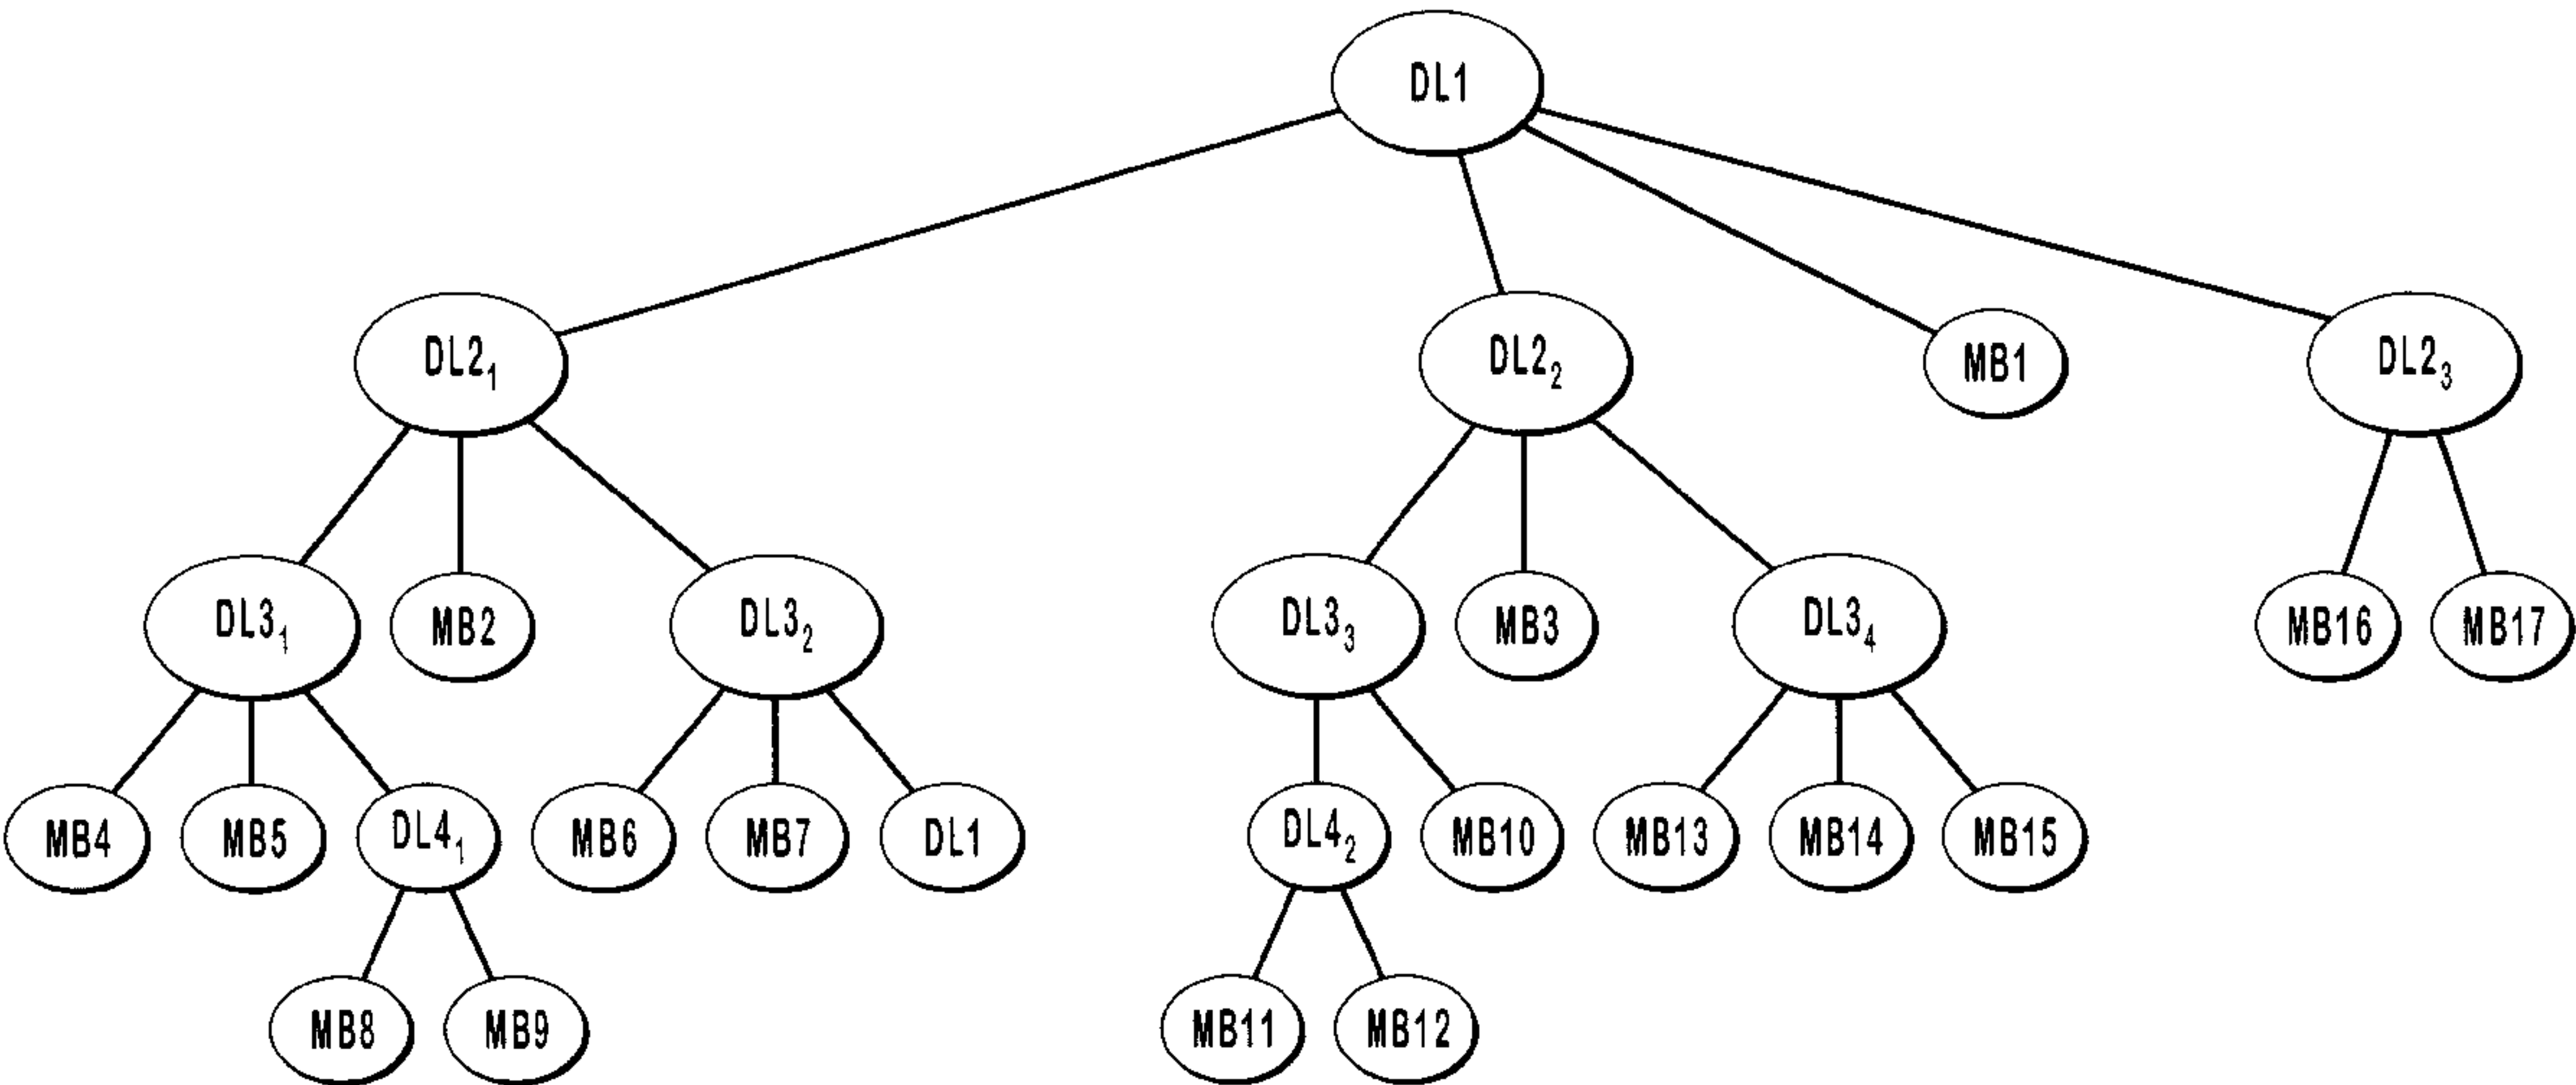 DL1
DL2₁ DL2₂ MB1 DL2₃
DL3₁ MB2 DL3₂ DL3₃ MB3 DL3₄ MB16 MB17
MB4 MB5 DL4₁ MB6 MB7 DL1 DL4₂ MB10 MB13 MB14 MB15
MB8 MB9 MB11 MB12